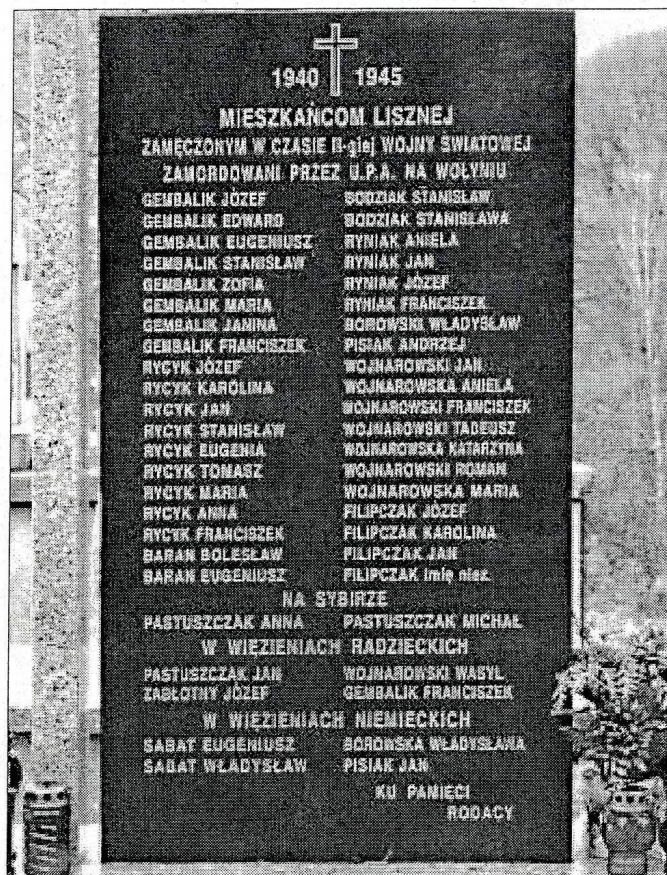 1940 1945
MIESZKAŃCOM LISZNEJ
ZAMĘCZONYM W CZASIE II-giej WOJNY ŚWIATOWEJ
ZAMORDOWANI PRZEZ U.P.A. NA WOŁYNIU
GEMBALIK JÓZEF BODZIAK STANISŁAW
GEMBALIK EDWARD BODZIAK STANISŁAWA
GEMBALIK EUGENIUSZ RYNIAK ANIELA
GEMBALIK STANISŁAW RYNIAK JAN
GEMBALIK ZOFIA RYNIAK JÓZEF
GEMBALIK MARIA RYNIAK FRANCISZEK
GEMBALIK JANINA BOROWSKI WŁADYSŁAW
GEMBALIK FRANCISZEK PISIAK ANDRZEJ
RYCYK JÓZEF WOJNAROWSKI JAN
RYCYK KAROLINA WOJNAROWSKA ANIELA
RYCYK JAN WOJNAROWSKI FRANCISZEK
RYCYK STANISŁAW WOJNAROWSKI TADEUSZ
RYCYK EUGENIA WOJNAROWSKA KATARZYNA
RYCYK TOMASZ WOJNAROWSKI ROMAN
RYCYK MARIA WOJNAROWSKA MARIA
RYCYK ANNA FILIPCZAK JÓZEF
RYCYK FRANCISZEK FILIPCZAK KAROLINA
BARAN BOLESŁAW FILIPCZAK JAN
BARAN EUGENIUSZ FILIPCZAK imię niez.
NA SYBIRZE
PASTUSZCZAK ANNA PASTUSZCZAK MICHAŁ
W WIĘZIENIACH RADZIECKICH
PASTUSZCZAK JAN WOJNAROWSKI WASYL
ZABŁOTNY JÓZEF GEMBALIK FRANCISZEK
W WIĘZIENIACH NIEMIECKICH
SABAT EUGENIUSZ BOROWSKA WŁADYSŁAWA
SABAT WŁADYSŁAW PISIAK JAN
KU PAMIĘCI
RODACY